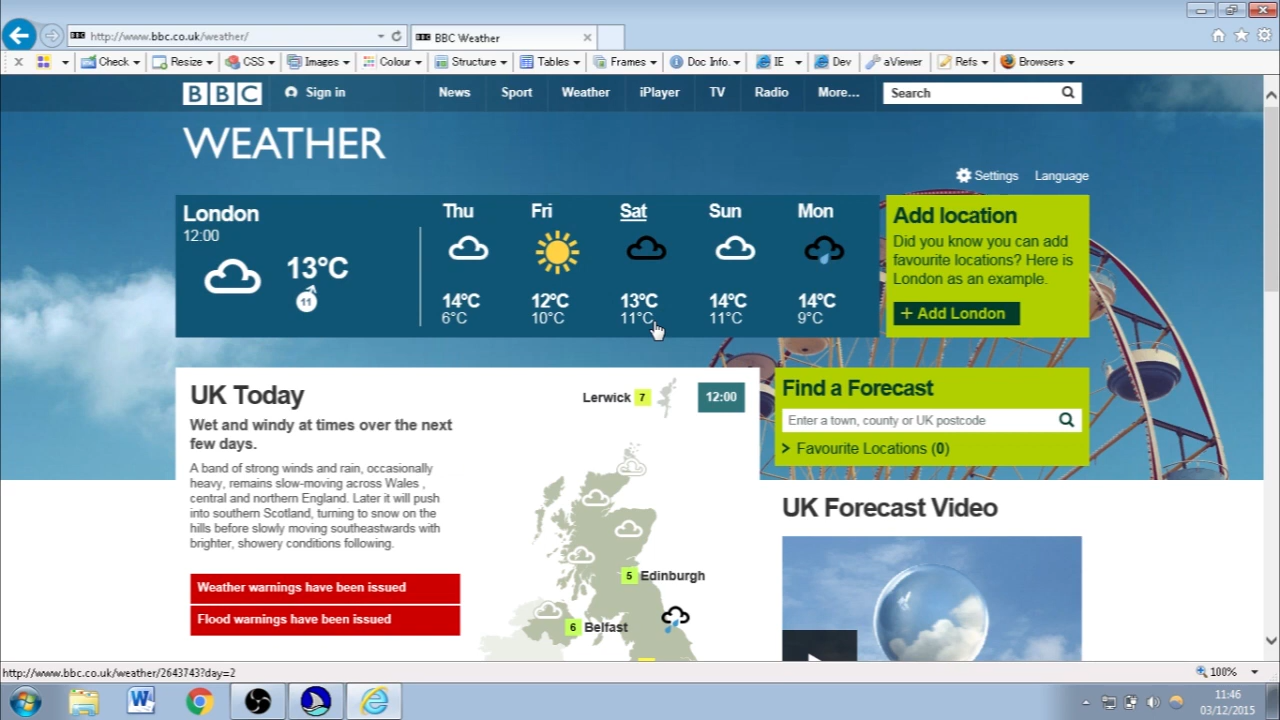 http://www.bbc.co.uk/weather/
BBC Weather
Check
Resize
CSS
Images
Colour
Structure
Tables
Frames
Doc Info.
IE
Dev
aViewer
Refs
Browsers
BBC
Sign in
News
Sport
Weather
iPlayer
TV
Radio
More...
Search
WEATHER
Settings
Language
London
12:00
13°C
11
Thu
Fri
Sat
Sun
Mon
14°C
12°C
13°C
14°C
14°C
6°C
10°C
11°C
11°C
9°C
Add location
Did you know you can add
favourite locations? Here is
London as an example.
+ Add London
UK Today
Wet and windy at times over the next
few days.
A band of strong winds and rain, occasionally
heavy, remains slow-moving across Wales ,
central and northern England. Later it will push
into southern Scotland, turning to snow on the
hills before slowly moving southeastwards with
brighter, showery conditions following.
Weather warnings have been issued
Flood warnings have been issued
Lerwick 7
12:00
5 Edinburgh
6 Belfast
Find a Forecast
Enter a town, county or UK postcode
> Favourite Locations (0)
UK Forecast Video
http://www.bbc.co.uk/weather/2643743?day=2
100%
11:46
03/12/2015